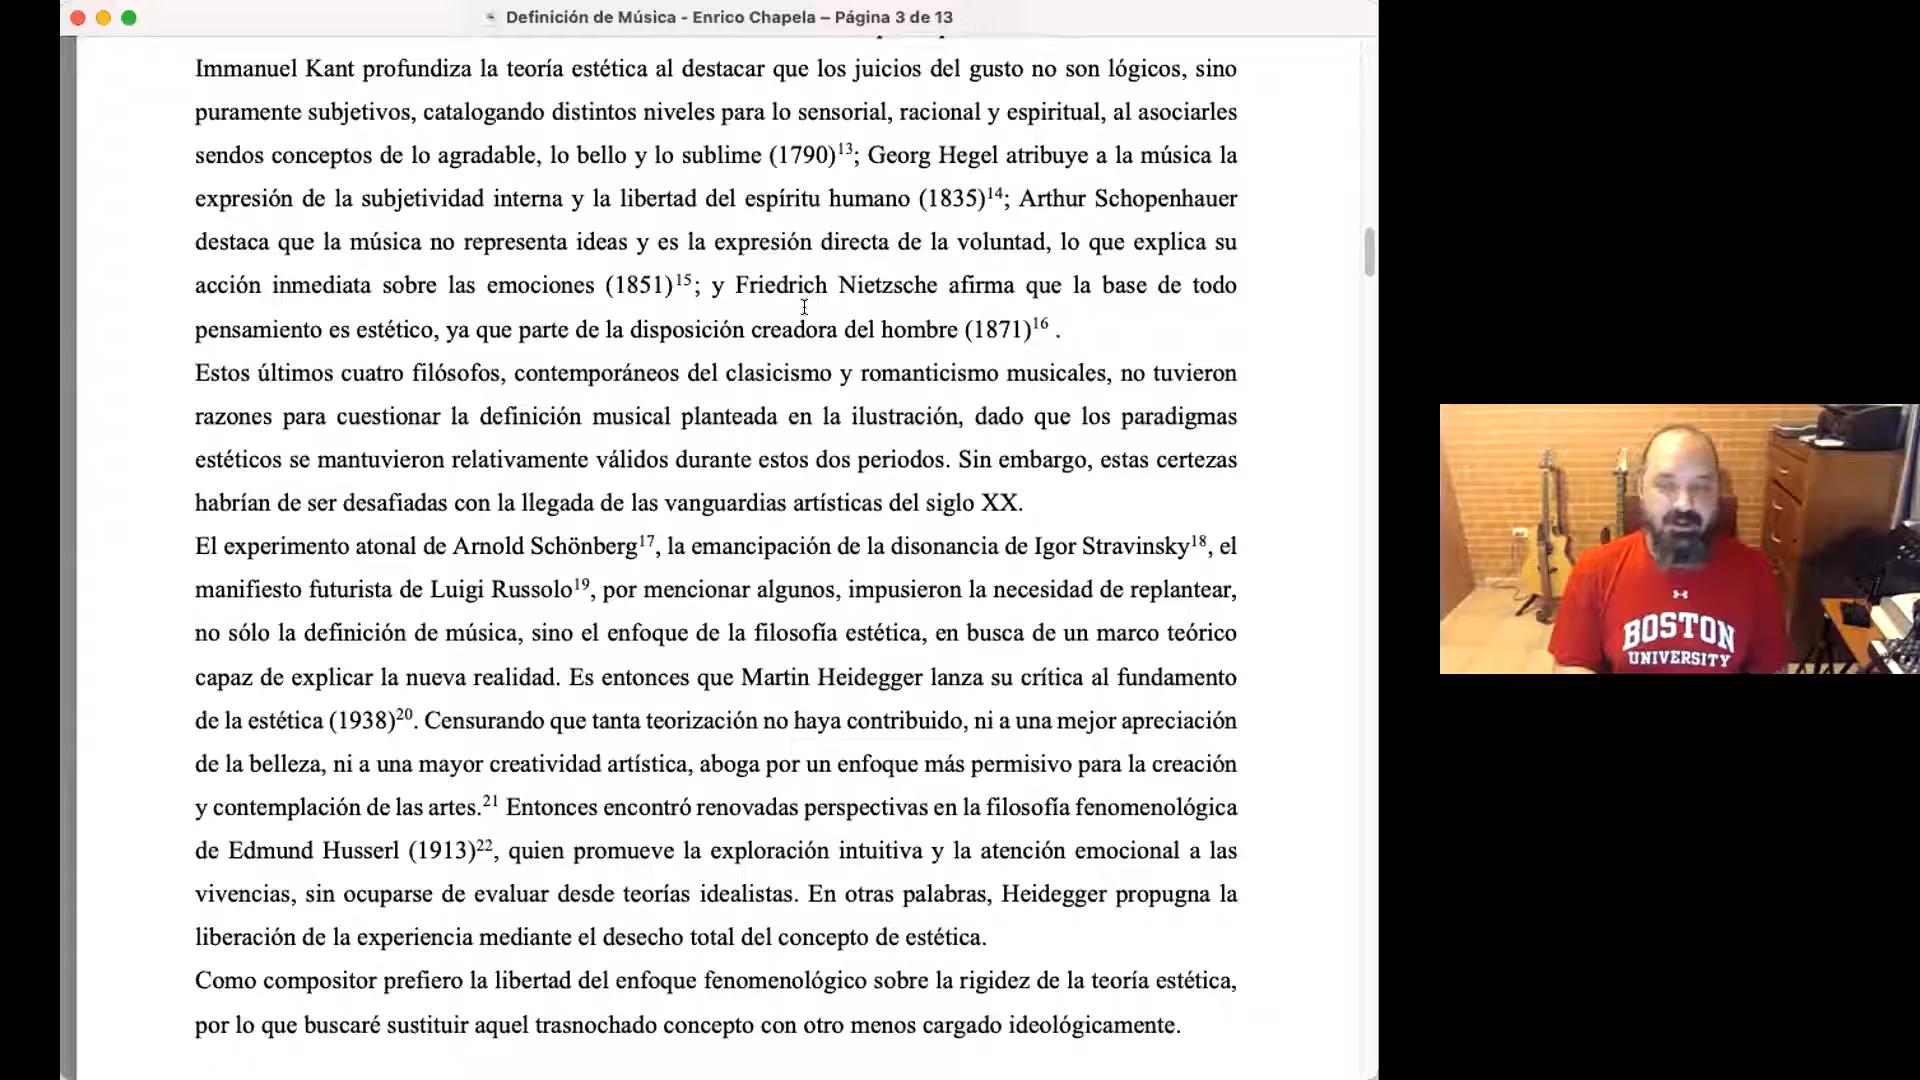 Definición de Música - Enrico Chapela – Página 3 de 13
Immanuel Kant profundiza la teoría estética al destacar que los juicios del gusto no son lógicos, sino
puramente subjetivos, catalogando distintos niveles para lo sensorial, racional y espiritual, al asociarles
sendos conceptos de lo agradable, lo bello y lo sublime (1790)¹³; Georg Hegel atribuye a la música la
expresión de la subjetividad interna y la libertad del espíritu humano (1835)¹⁴; Arthur Schopenhauer
destaca que la música no representa ideas y es la expresión directa de la voluntad, lo que explica su
acción inmediata sobre las emociones (1851)¹⁵; y Friedrich Nietzsche afirma que la base de todo
pensamiento es estético, ya que parte de la disposición creadora del hombre (1871)¹⁶ .
Estos últimos cuatro filósofos, contemporáneos del clasicismo y romanticismo musicales, no tuvieron
razones para cuestionar la definición musical planteada en la ilustración, dado que los paradigmas
estéticos se mantuvieron relativamente válidos durante estos dos periodos. Sin embargo, estas certezas
habrían de ser desafiadas con la llegada de las vanguardias artísticas del siglo XX.
El experimento atonal de Arnold Schönberg¹⁷, la emancipación de la disonancia de Igor Stravinsky¹⁸, el
manifiesto futurista de Luigi Russolo¹⁹, por mencionar algunos, impusieron la necesidad de replantear,
no sólo la definición de música, sino el enfoque de la filosofía estética, en busca de un marco teórico
capaz de explicar la nueva realidad. Es entonces que Martin Heidegger lanza su crítica al fundamento
de la estética (1938)²⁰. Censurando que tanta teorización no haya contribuido, ni a una mejor apreciación
de la belleza, ni a una mayor creatividad artística, aboga por un enfoque más permisivo para la creación
y contemplación de las artes.²¹ Entonces encontró renovadas perspectivas en la filosofía fenomenológica
de Edmund Husserl (1913)²², quien promueve la exploración intuitiva y la atención emocional a las
vivencias, sin ocuparse de evaluar desde teorías idealistas. En otras palabras, Heidegger propugna la
liberación de la experiencia mediante el desecho total del concepto de estética.
Como compositor prefiero la libertad del enfoque fenomenológico sobre la rigidez de la teoría estética,
por lo que buscaré sustituir aquel trasnochado concepto con otro menos cargado ideológicamente.
BOSTON
UNIVERSITY